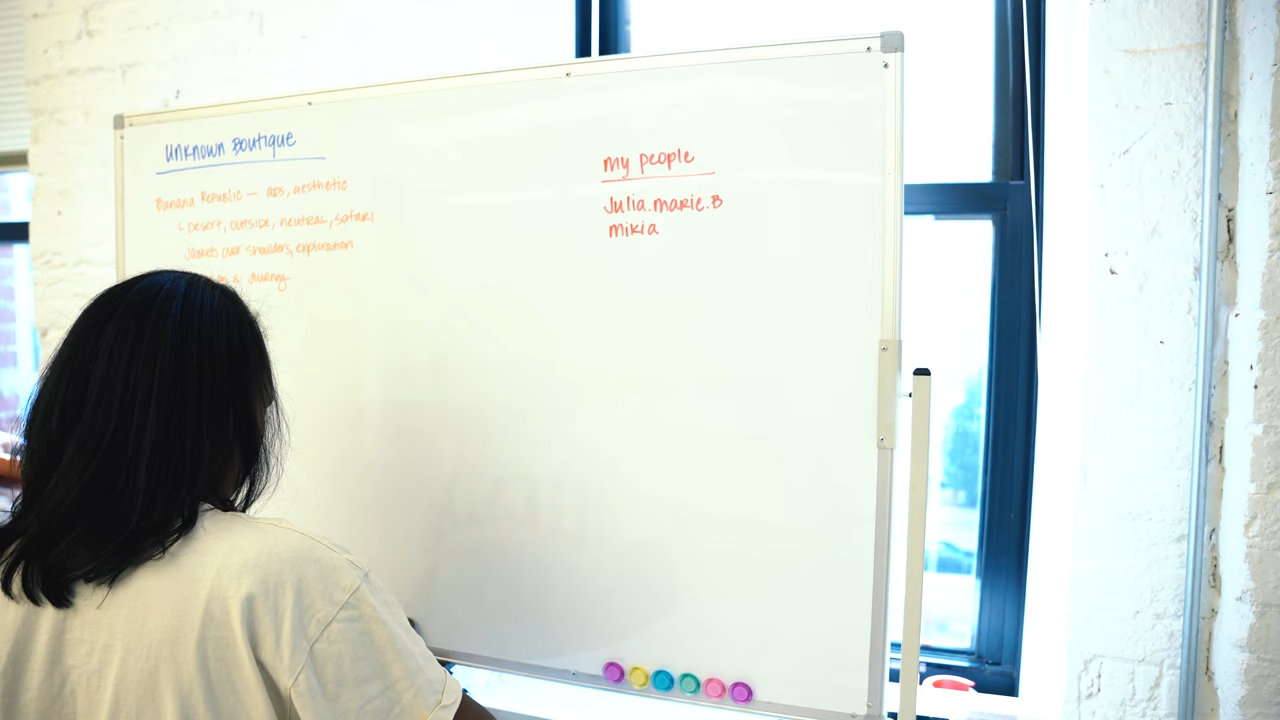 Unknown Boutique
Banana Republic — ads, aesthetic
Desert, outside, neutral, safari
Jackets over shoulders, exploration
&
my people
Julia.marie.B
mikia